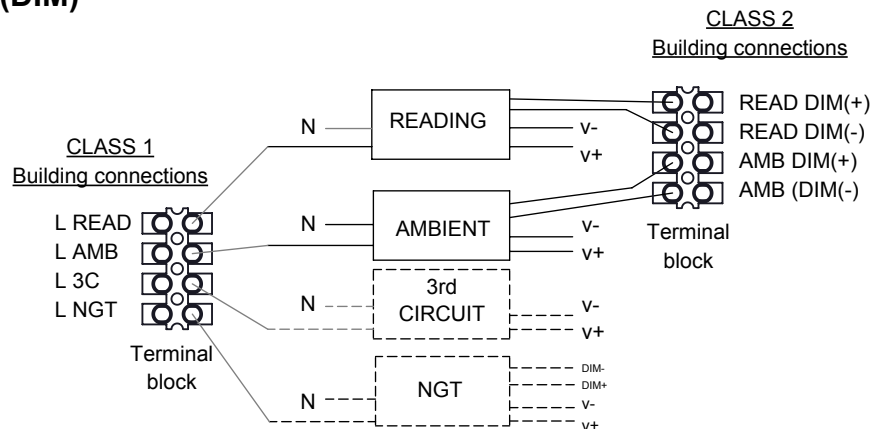 (DIM)
CLASS 2
Building connections
READ DIM(+)
READ DIM(-)
AMB DIM(+)
AMB (DIM(-)
Terminal
block
CLASS 1
Building connections
L READ
L AMB
L 3C
L NGT
Terminal
block
N
READING
v-
v+
N
AMBIENT
v-
v+
N
3rd
CIRCUIT
v-
v+
N
NGT
DIM-
DIM+
v-
v+